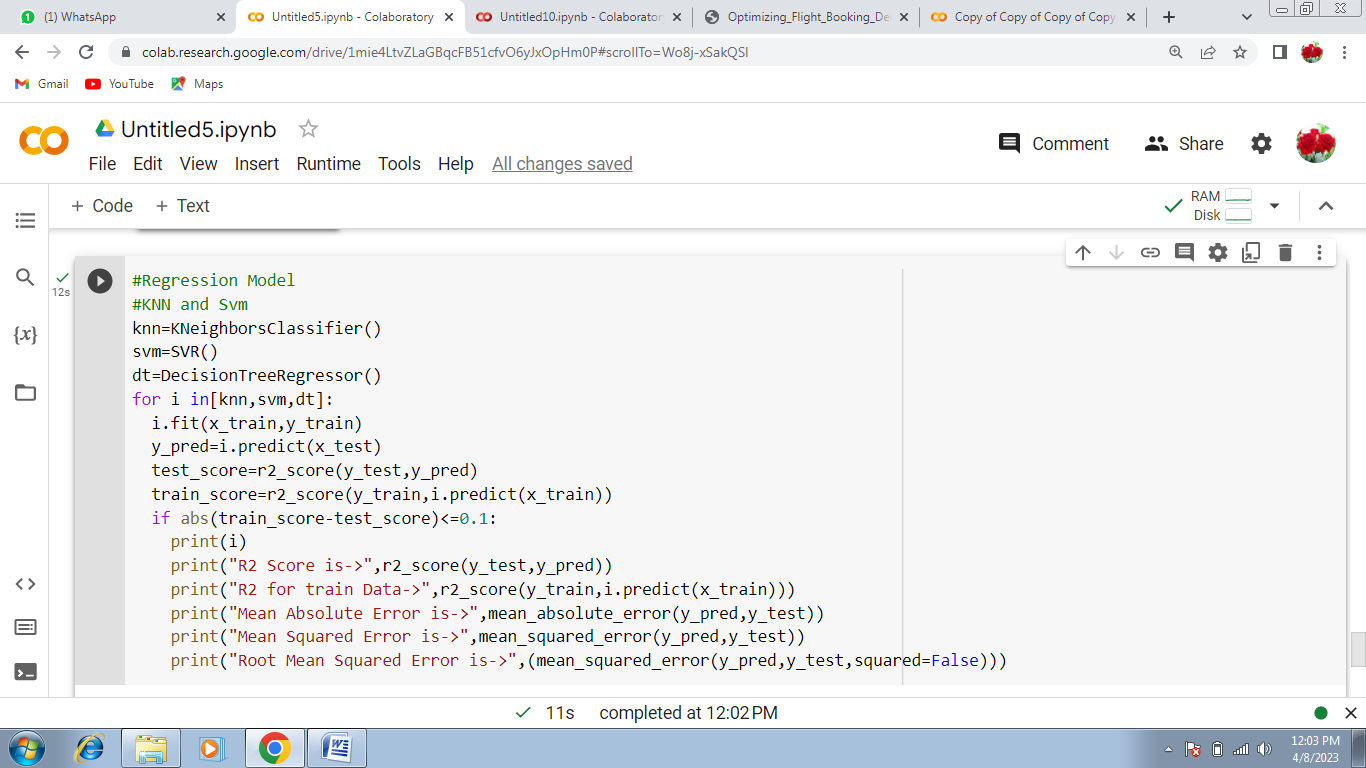 (1) WhatsApp
Untitled5.ipynb - Colaboratory
Untitled10.ipynb - Colaborator
Optimizing_Flight_Booking_De
Copy of Copy of Copy of Copy
colab.research.google.com/drive/1mie4LtvZLaGBqcFB51cfvO6yJxOpHm0P#scrollTo=Wo8j-xSakQSl
Gmail YouTube Maps
Untitled5.ipynb
Comment Share
File Edit View Insert Runtime Tools Help All changes saved
+ Code + Text
RAM
Disk
12s
#Regression Model
#KNN and Svm
knn=KNeighborsClassifier()
svm=SVR()
dt=DecisionTreeRegressor()
for i in[knn,svm,dt]:
  i.fit(x_train,y_train)
  y_pred=i.predict(x_test)
  test_score=r2_score(y_test,y_pred)
  train_score=r2_score(y_train,i.predict(x_train))
  if abs(train_score-test_score)<=0.1:
    print(i)
    print("R2 Score is->",r2_score(y_test,y_pred))
    print("R2 for train Data->",r2_score(y_train,i.predict(x_train)))
    print("Mean Absolute Error is->",mean_absolute_error(y_pred,y_test))
    print("Mean Squared Error is->",mean_squared_error(y_pred,y_test))
    print("Root Mean Squared Error is->",(mean_squared_error(y_pred,y_test,squared=False)))
{x}
11s completed at 12:02 PM
12:03 PM
4/8/2023